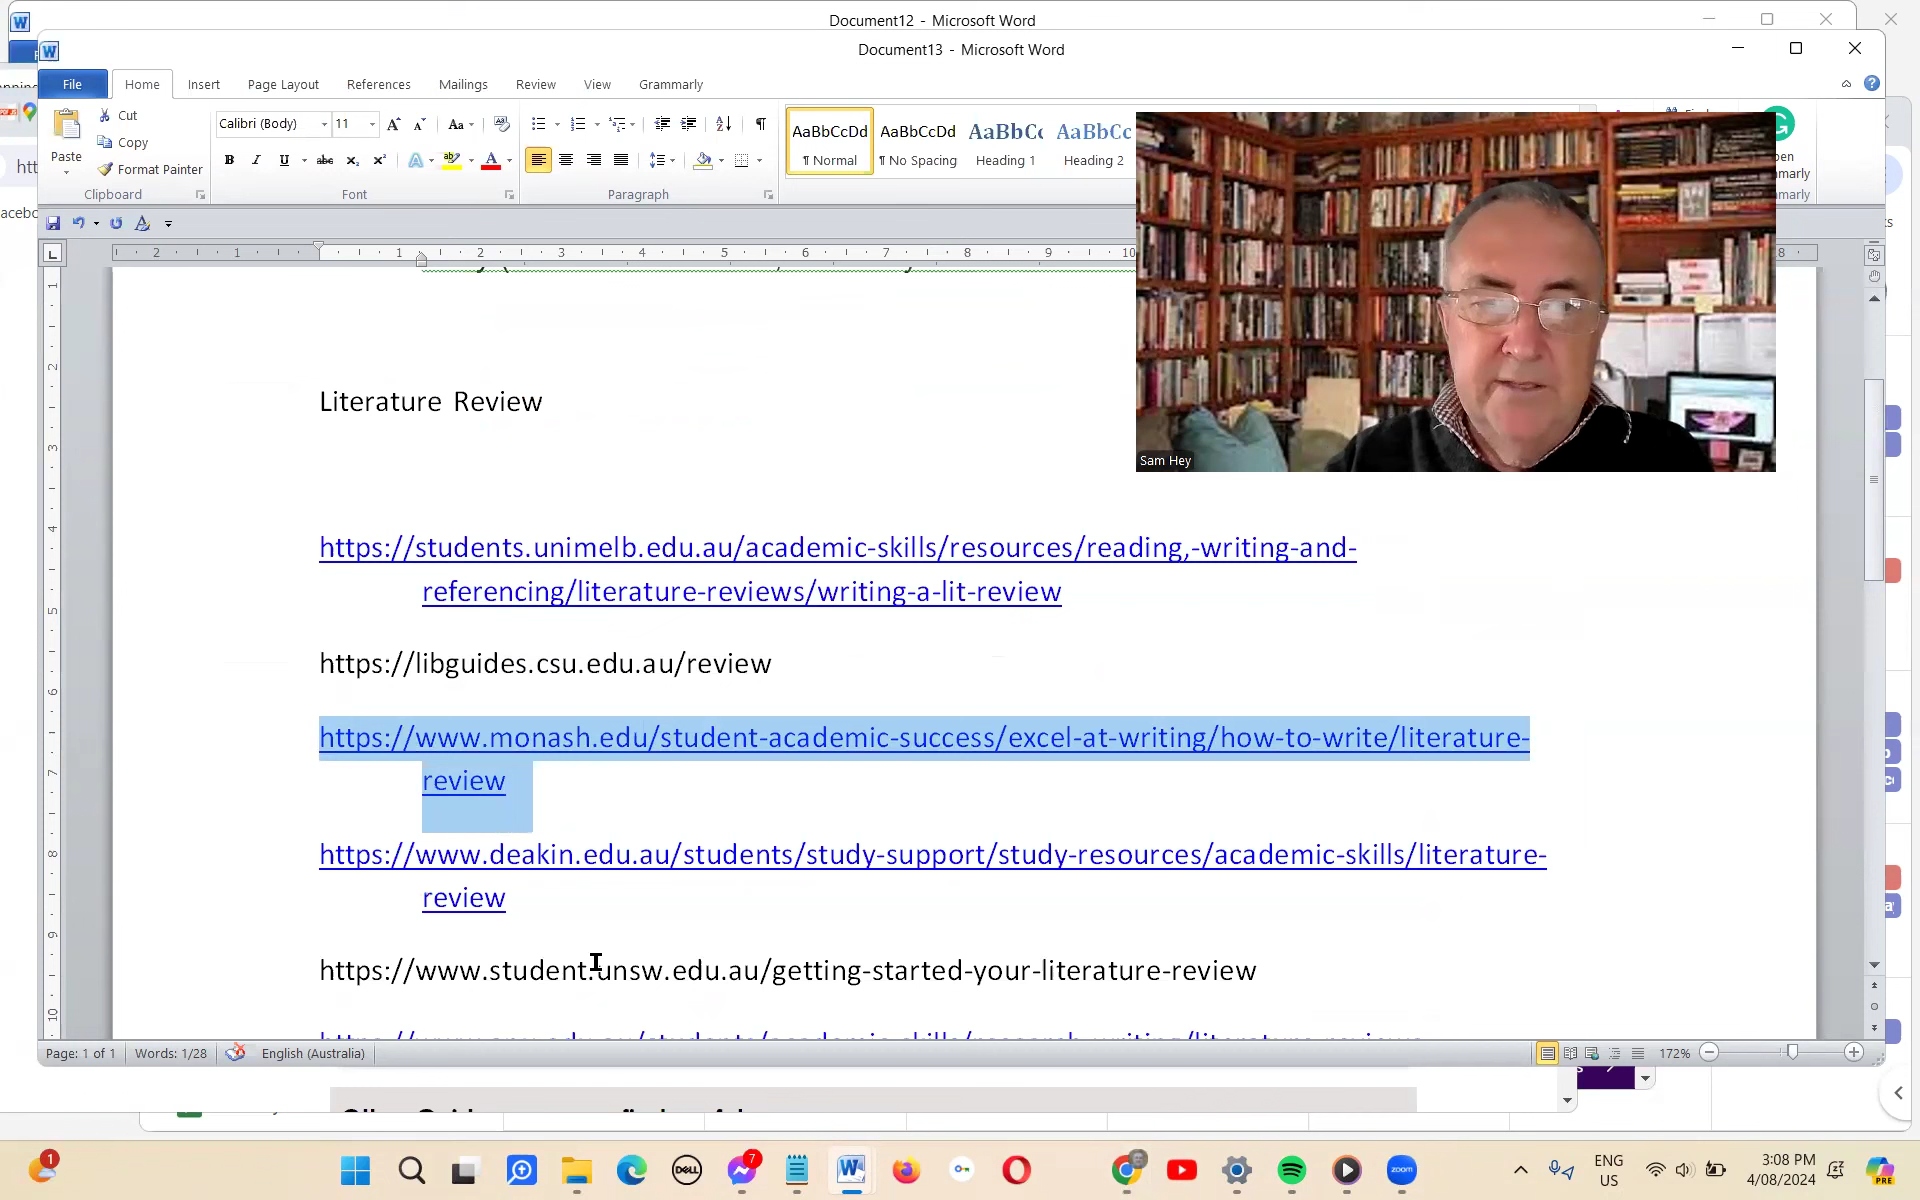 Document12 - Microsoft Word
Document13 - Microsoft Word
File Home Insert Page Layout References Mailings Review View Grammarly
Cut
Copy
Format Painter
Paste
Clipboard
Calibri (Body) 11
Font
Paragraph
AaBbCcDd AaBbCcDd AaBbCc AaBbCc
¶ Normal ¶ No Spacing Heading 1 Heading 2
Sam Hey
Literature Review
https://students.unimelb.edu.au/academic-skills/resources/reading,-writing-and-
referencing/literature-reviews/writing-a-lit-review
https://libguides.csu.edu.au/review
https://www.monash.edu/student-academic-success/excel-at-writing/how-to-write/literature-
review
https://www.deakin.edu.au/students/study-support/study-resources/academic-skills/literature-
review
https://www.student.unsw.edu.au/getting-started-your-literature-review
Page: 1 of 1 Words: 1/28 English (Australia) 172%
ENG
US
3:08 PM
4/08/2024